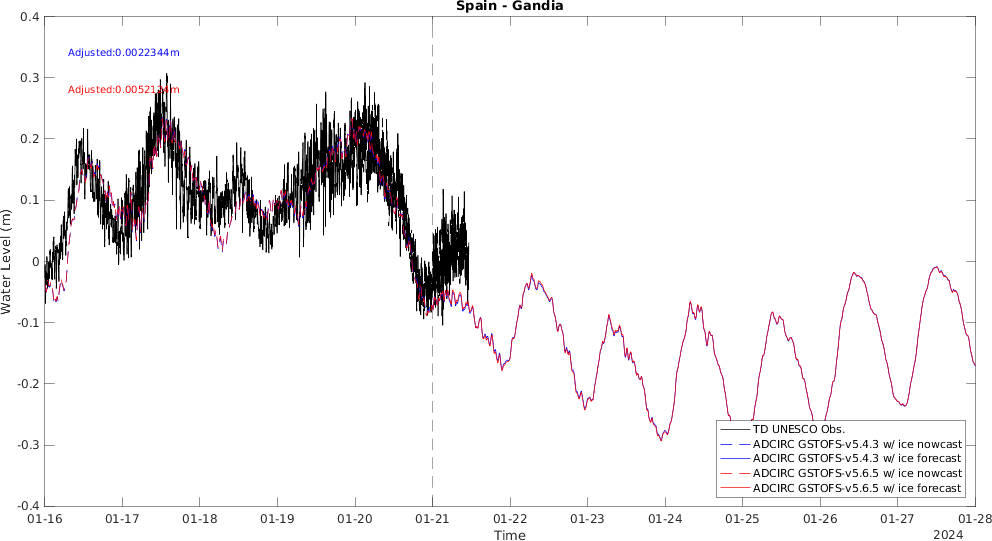 Spain - Gandia
0.4
0.3
0.2
0.1
0
-0.1
-0.2
-0.3
-0.4
Water Level (m)
Adjusted:0.0022344m
TD UNESCO Obs.
ADCIRC GSTOFS-v5.4.3 w/ ice nowcast
ADCIRC GSTOFS-v5.4.3 w/ ice forecast
ADCIRC GSTOFS-v5.6.5 w/ ice nowcast
ADCIRC GSTOFS-v5.6.5 w/ ice forecast
01-16 01-17 01-18 01-19 01-20 01-21 01-22 01-23 01-24 01-25 01-26 01-27 01-28
Time
2024